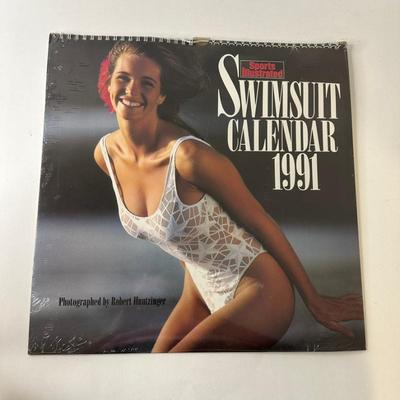 Sports
Illustrated
SWIMSUIT
CALENDAR
1991
Photographed by Robert Huntzinger